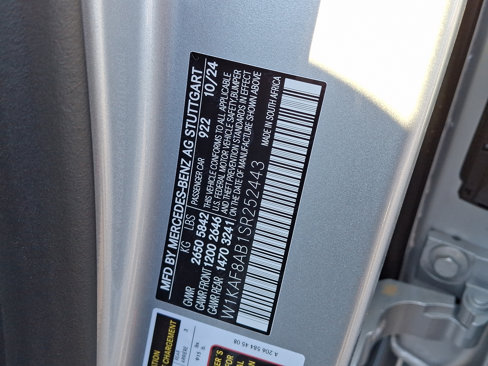 MFD BY MERCEDES-BENZ AG STUTTGART
PASSENGER CAR 922 10/24
KG LBS
GVWR 2650 5842
GAWR FRONT 1200 2646
GAWR REAR 1470 3241
THIS VEHICLE CONFORMS TO ALL APPLICABLE
U.S. FEDERAL MOTOR VEHICLE SAFETY, BUMPER
AND THEFT PREVENTION STANDARDS IN EFFECT
ON THE DATE OF MANUFACTURE SHOWN ABOVE
W1KAF8AB1SR252443
MADE IN SOUTH AFRICA
A 206 584 45 08
CHARGEMENT